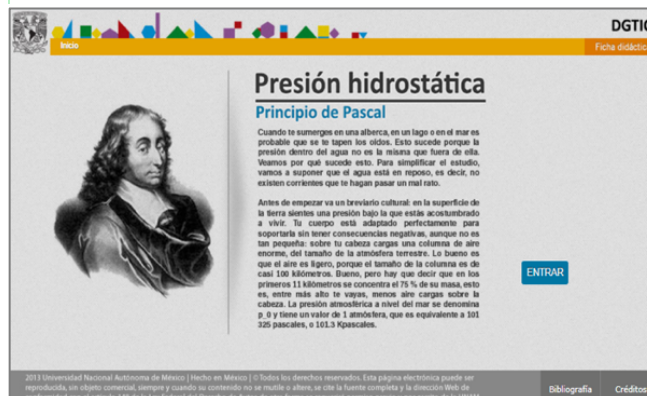 DGTIC
Inicio
Ficha didáctica
Presión hidrostática
Principio de Pascal
Cuando te sumerges en una alberca, en un lago o en el mar es
probable que se te tapen los oídos. Esto sucede porque la
presión dentro del agua no es la misma que fuera de ella.
Veamos por qué sucede esto. Para simplificar el estudio,
vamos a suponer que el agua está en reposo, es decir, no
existen corrientes que te hagan pasar un mal rato.
Antes de empezar va un breviario cultural: en la superficie de
la tierra sientes una presión bajo la que estás acostumbrado
a vivir. Tu cuerpo está adaptado perfectamente para
soportarla sin tener consecuencias negativas, aunque no es
tan pequeña: sobre tu cabeza cargas una columna de aire
enorme, del tamaño de la atmósfera terrestre. Lo bueno es
que el aire es ligero, porque el tamaño de la columna es de
casi 100 kilómetros. Bueno, pero hay que decir que en los
primeros 11 kilómetros se concentra el 75 % de su masa, esto
es, entre más alto te vayas, menos aire cargas sobre la
cabeza. La presión atmosférica a nivel del mar se denomina
p_0 y tiene un valor de 1 atmósfera, que es equivalente a 101
325 pascales, o 101.3 Kpascales.
ENTRAR
2013 Universidad Nacional Autónoma de México | Hecho en México | © Todos los derechos reservados. Esta página electrónica puede ser
reproducida, sin objeto comercial, siempre y cuando su contenido no se mutile o altere, se cite la fuente completa y la dirección Web de
Bibliografía
Créditos